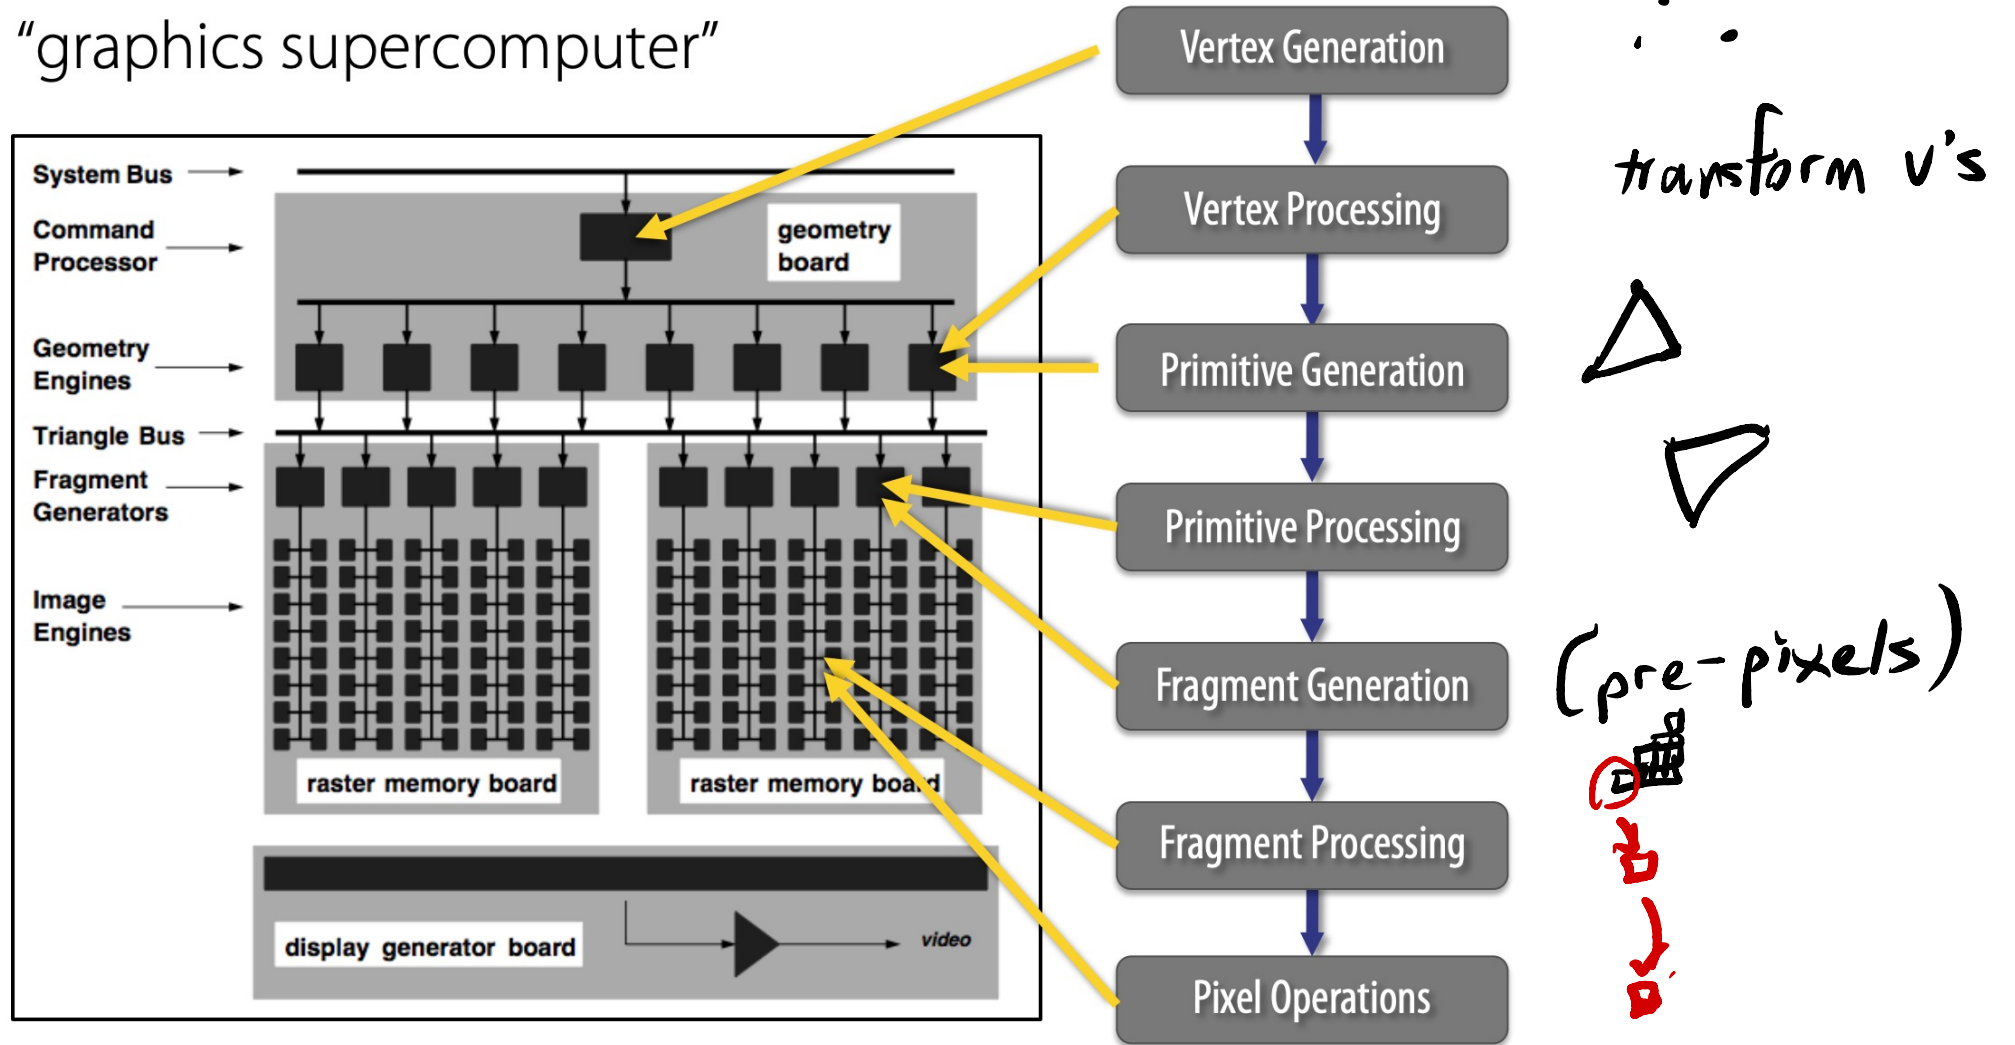 “graphics supercomputer”
System Bus
Command
Processor
geometry
board
Geometry
Engines
Triangle Bus
Fragment
Generators
Image
Engines
raster memory board
raster memory board
display generator board
video
Vertex Generation
Vertex Processing
Primitive Generation
Primitive Processing
Fragment Generation
Fragment Processing
Pixel Operations
transform v's
(pre-pixels)